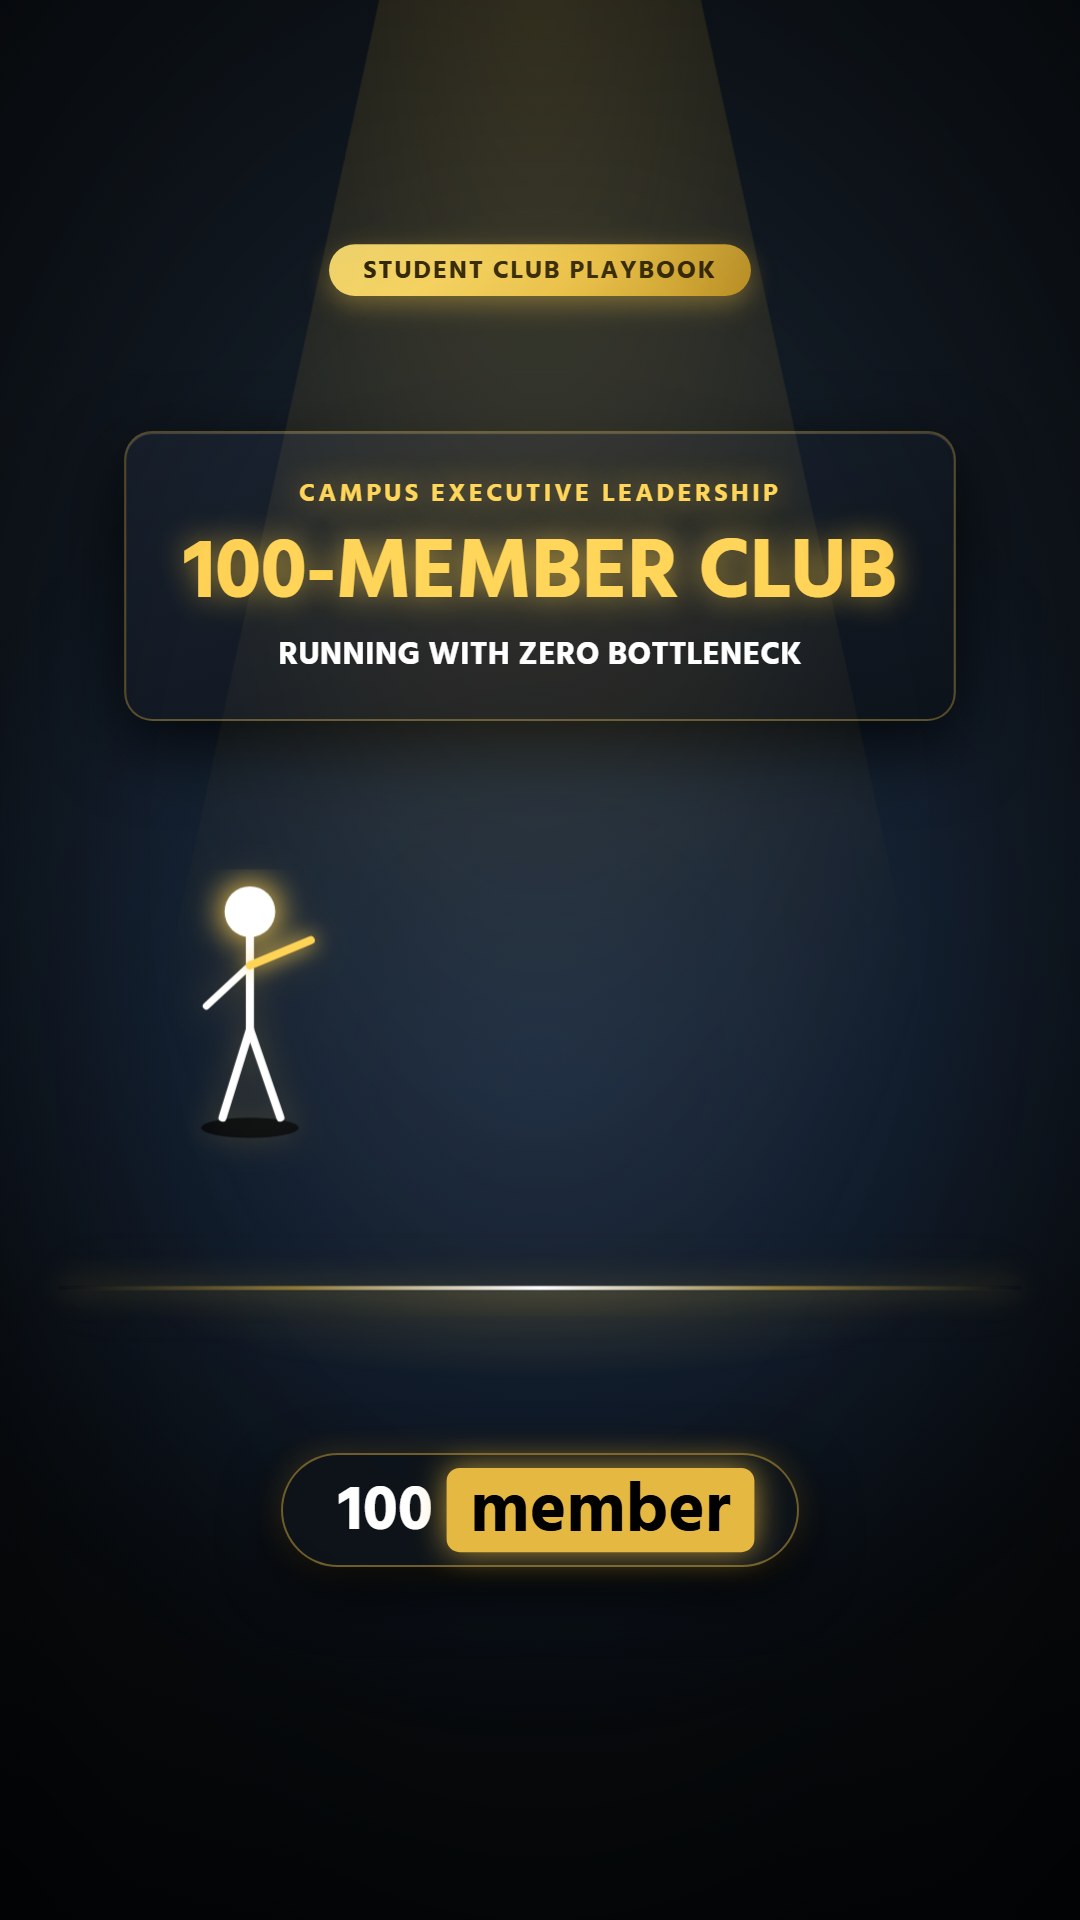 STUDENT CLUB PLAYBOOK
CAMPUS EXECUTIVE LEADERSHIP
100-MEMBER CLUB
RUNNING WITH ZERO BOTTLENECK
100 member